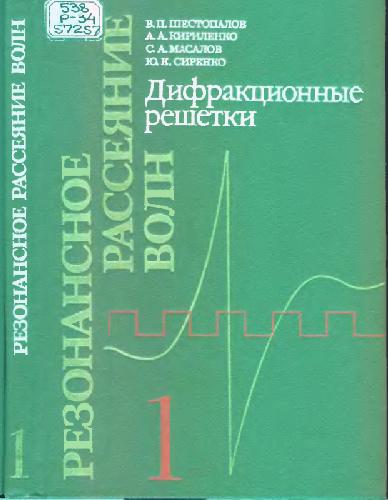 538
Р-34
57257
В. П. ШЕСТОПАЛОВ
А. А. КИРИЛЕНКО
С. А. МАСАЛОВ
Ю. К. СИРЕНКО
Дифракционные
решетки
РЕЗОНАНСНОЕ
РАССЕЯНИЕ
ВОЛН
1
РЕЗОНАНСНОЕ РАССЕЯНИЕ ВОЛН
1